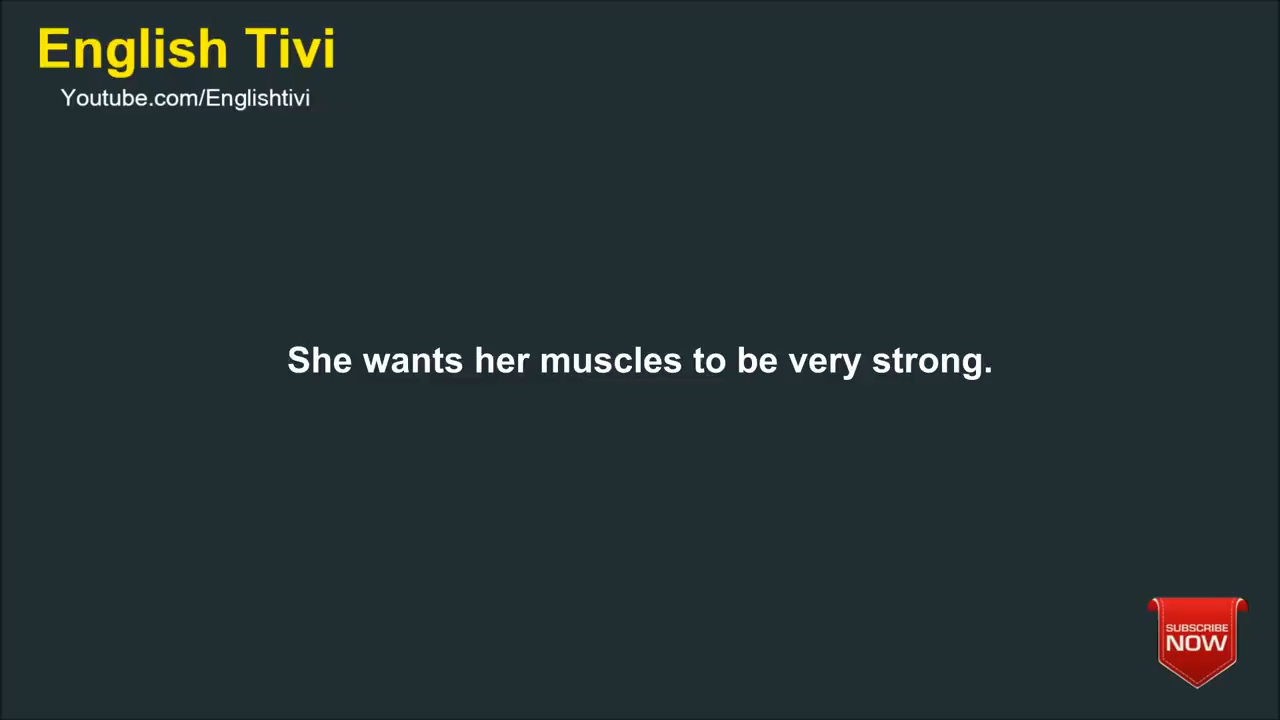 English Tivi
Youtube.com/Englishtivi
She wants her muscles to be very strong.
SUBSCRIBE
NOW